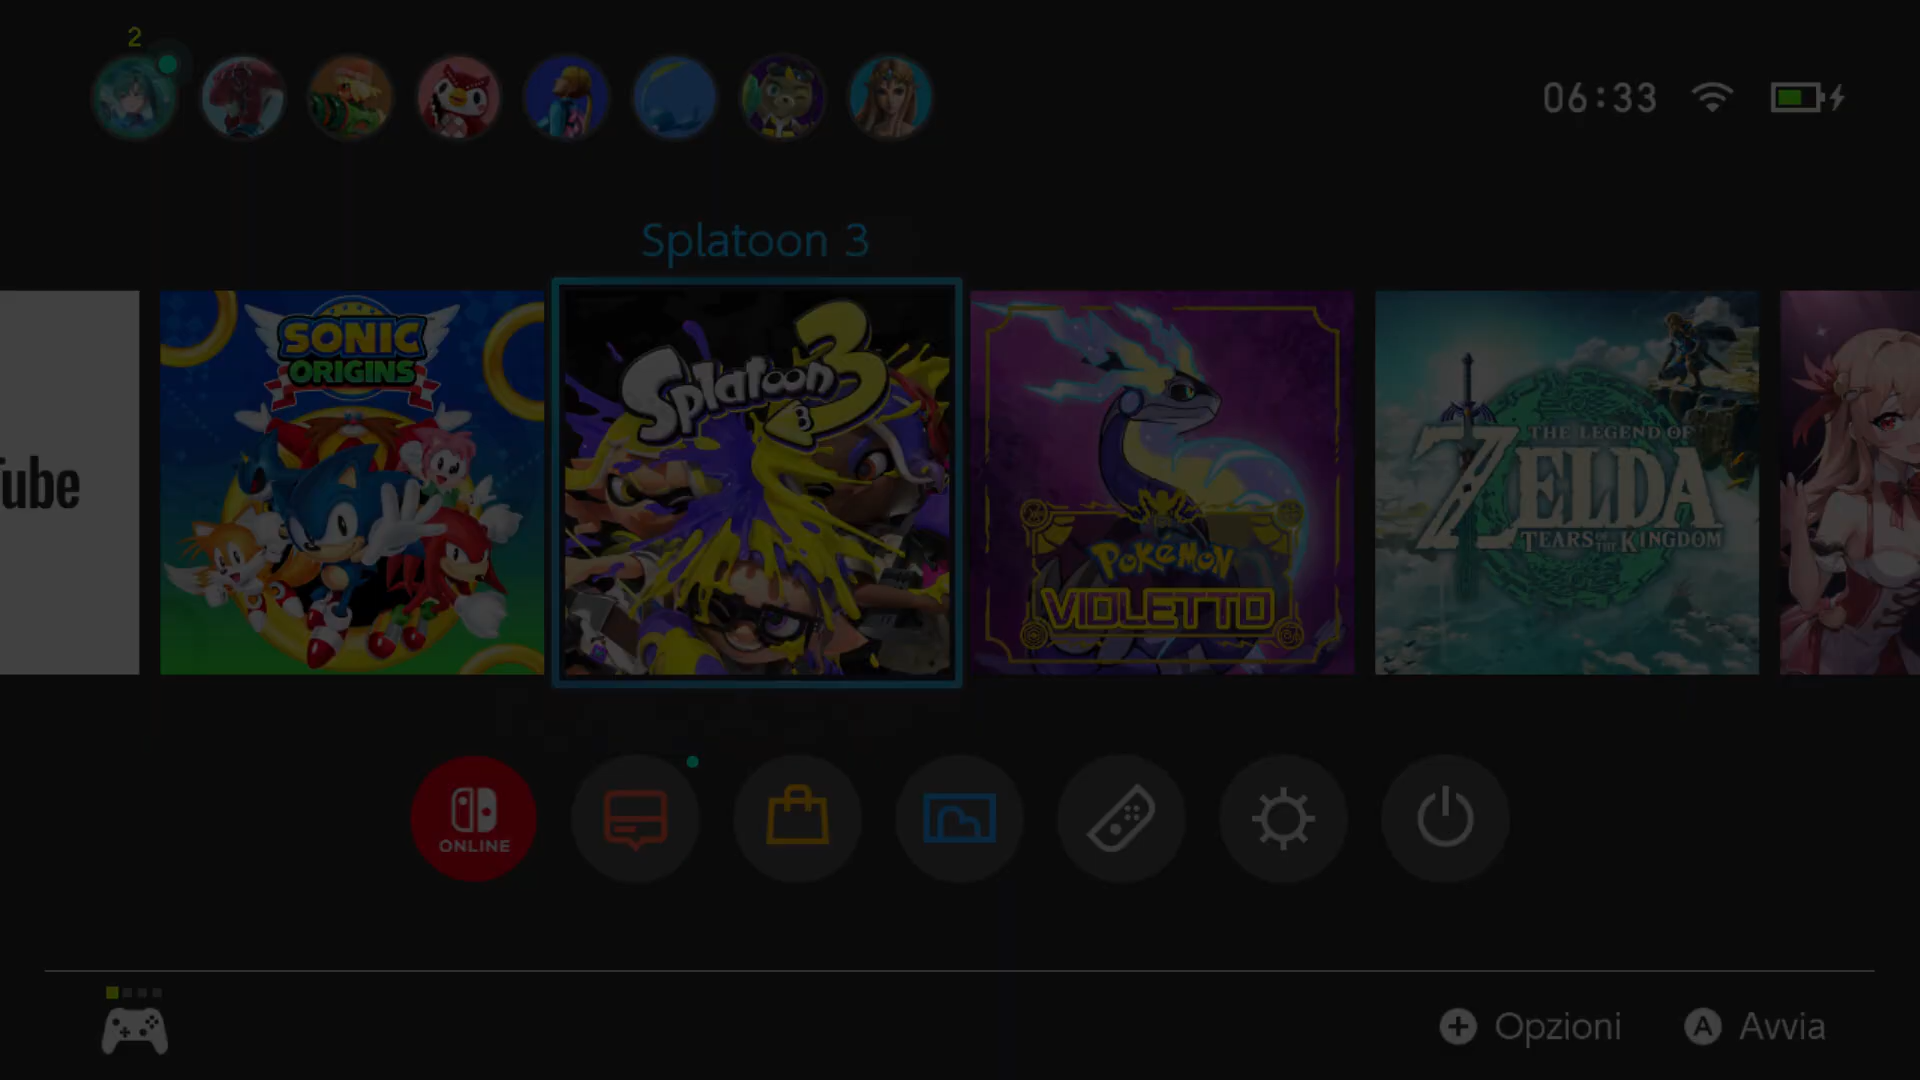 2
06:33
Splatoon 3
Tube
SONIC
ORIGINS
Splatoon 3
POKÉMON
VIOLETTO
THE LEGEND OF
ZELDA
TEARS OF THE KINGDOM
ONLINE
+ Opzioni
A Avvia